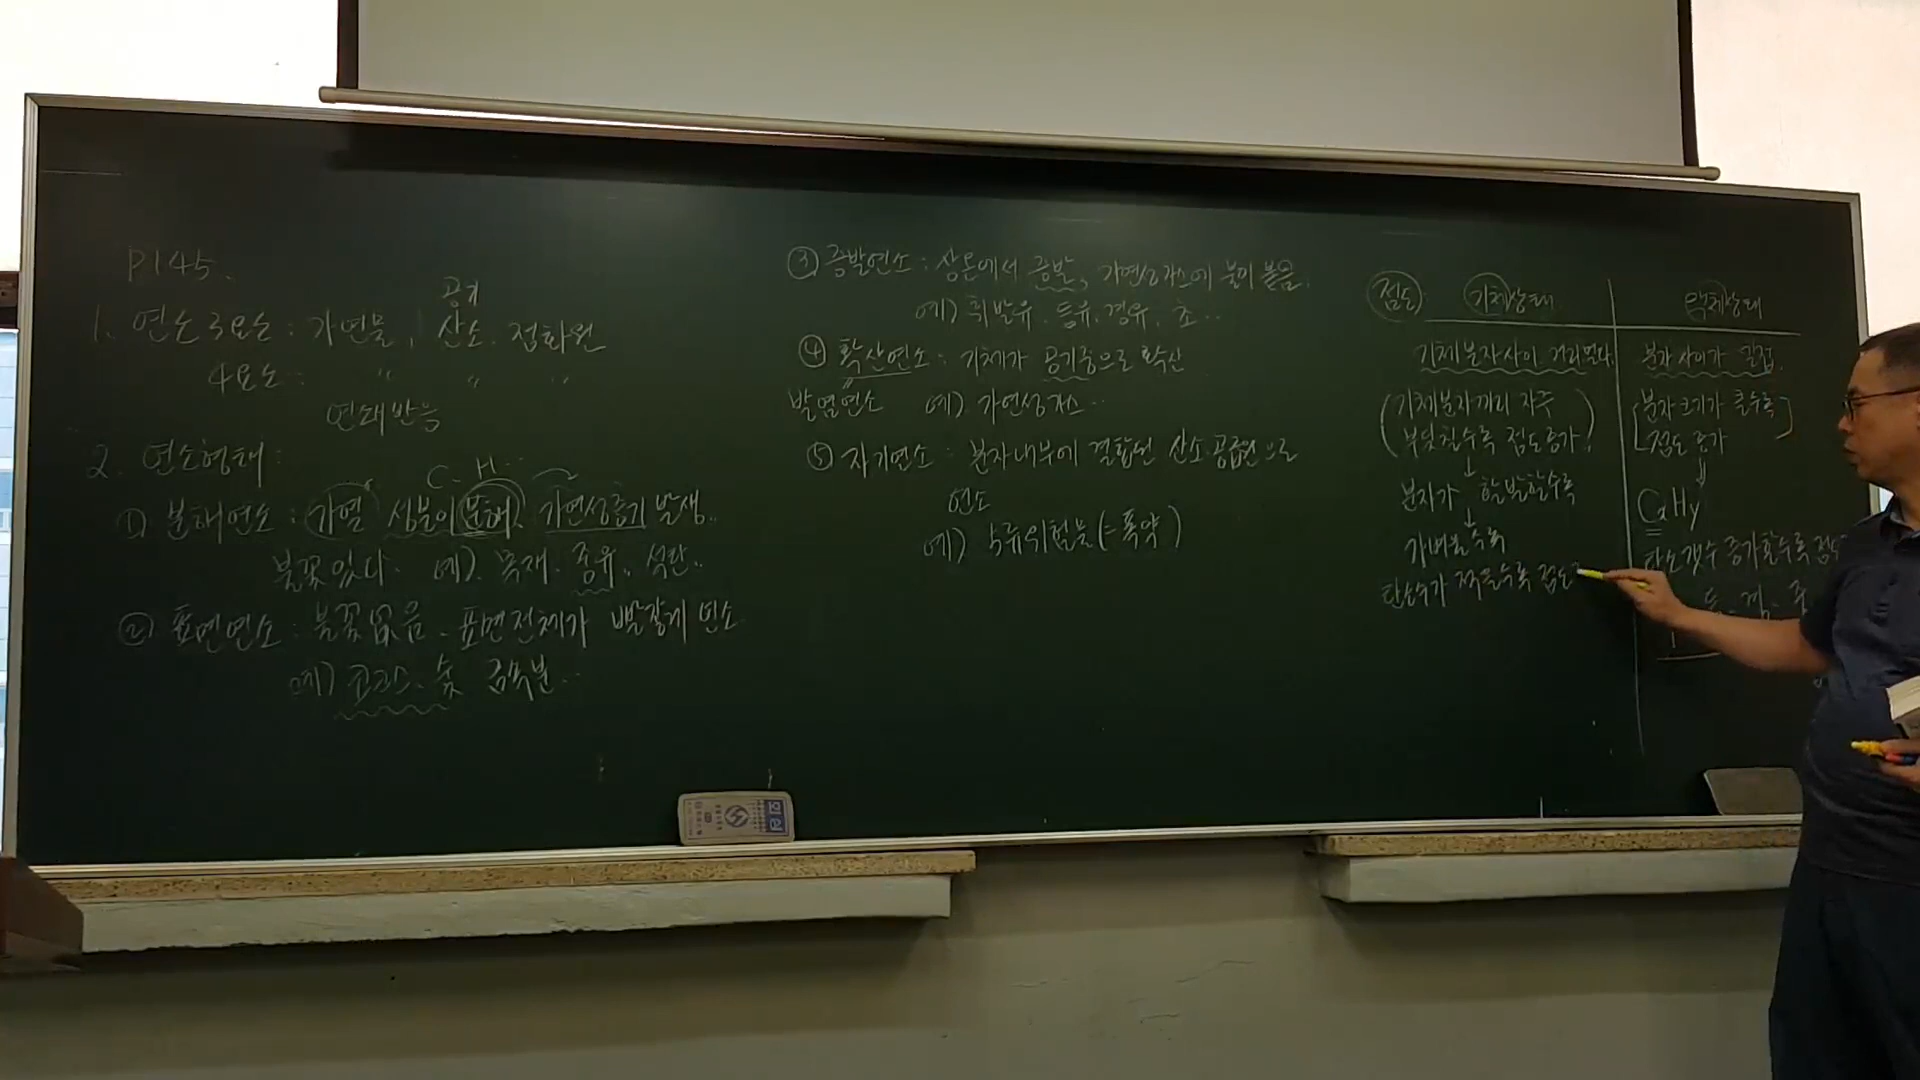 P145.
공기
1. 연소 3요소 : 가연물, 산소. 점화원
4요소 : 〃 〃 〃
연쇄반응
2. 연소형태 :
C. H...
① 분해연소 : 가열 성분이 분해, 가연성증기 발생..
불꽃있다. 예) 목재. 중유.. 석탄..
② 표면연소 : 불꽃없음. 표면전체가 빨갛게 연소
예) 코크스. 숯 금속분...
③ 증발연소 : 상온에서 증발, 가연성가스에 불이 붙음.
예) 휘발유. 등유. 경유. 초...
④ 확산연소 : 기체가 공기중으로 확산
발염연소 예) 가연성가스..
⑤ 자기연소 : 분자내부에 결합된 산소공급원으로
연소
예) 5류위험물(=폭약)
점도 기체상태
기체분자사이 거리멀다.
(기체분자끼리 자주
부딪칠수록 점도증가)
↓
분자가 활발할수록
↓
가벼울수록
탄소수가 적을수록 점도
액체상태
분자사이가 밀접.
[분자크기가 클수록
점도 증가]
⇓
CxHy
탄소갯수 증가할수록 점도
등. 경. 중